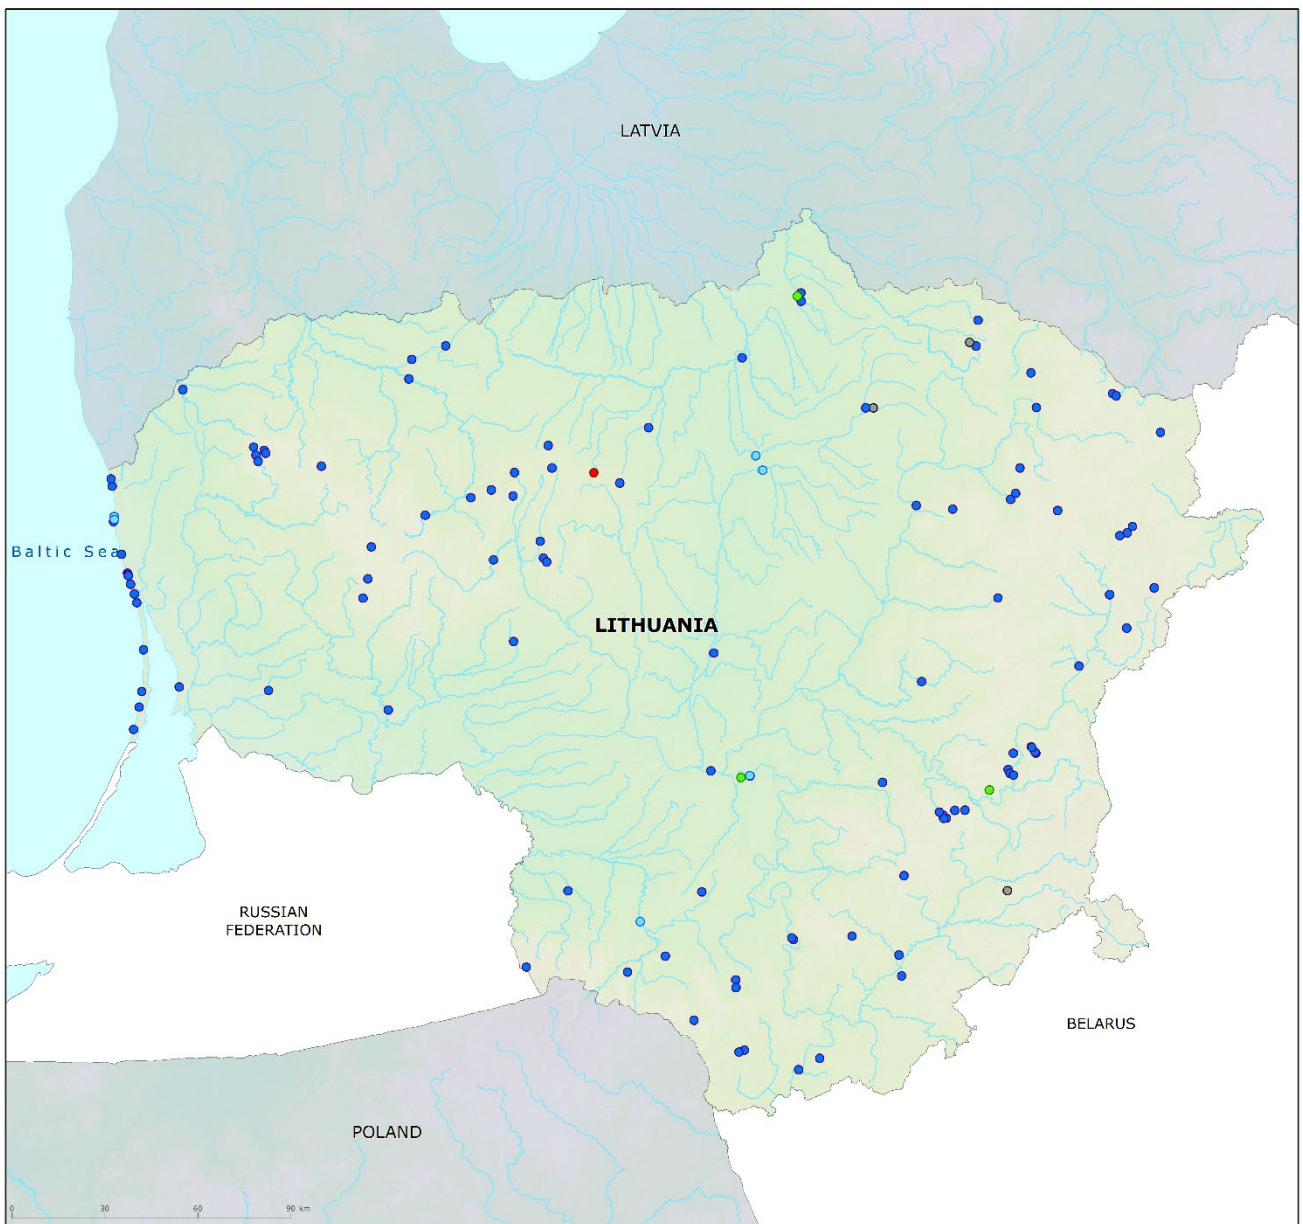 LATVIA
Baltic Sea
LITHUANIA
RUSSIAN
FEDERATION
BELARUS
POLAND
0 30 60 90 km